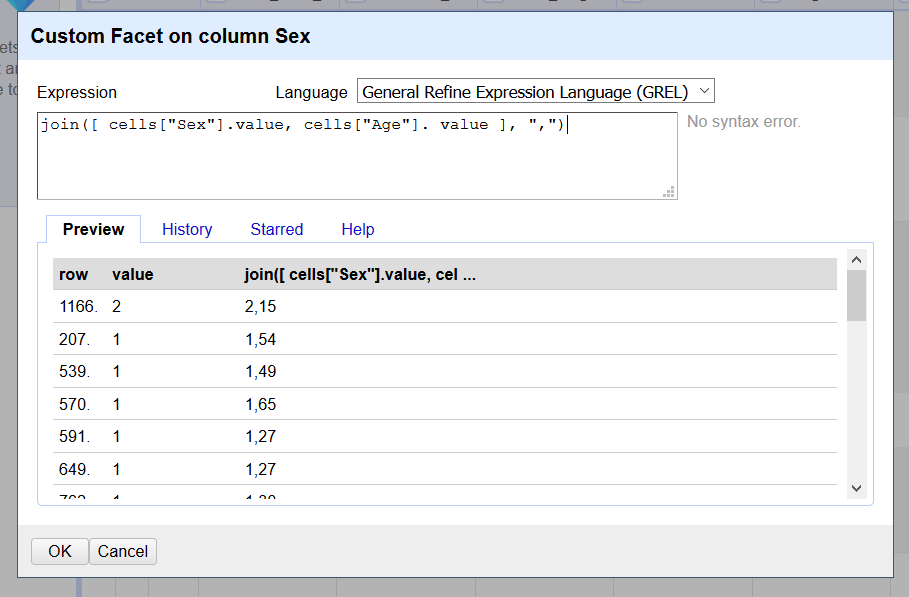 Custom Facet on column Sex
Expression
Language General Refine Expression Language (GREL)
join([ cells["Sex"].value, cells["Age"]. value ], ",")
No syntax error.
Preview History Starred Help
row value join([ cells["Sex"].value, cel ...
1166. 2 2,15
207. 1 1,54
539. 1 1,49
570. 1 1,65
591. 1 1,27
649. 1 1,27
OK Cancel